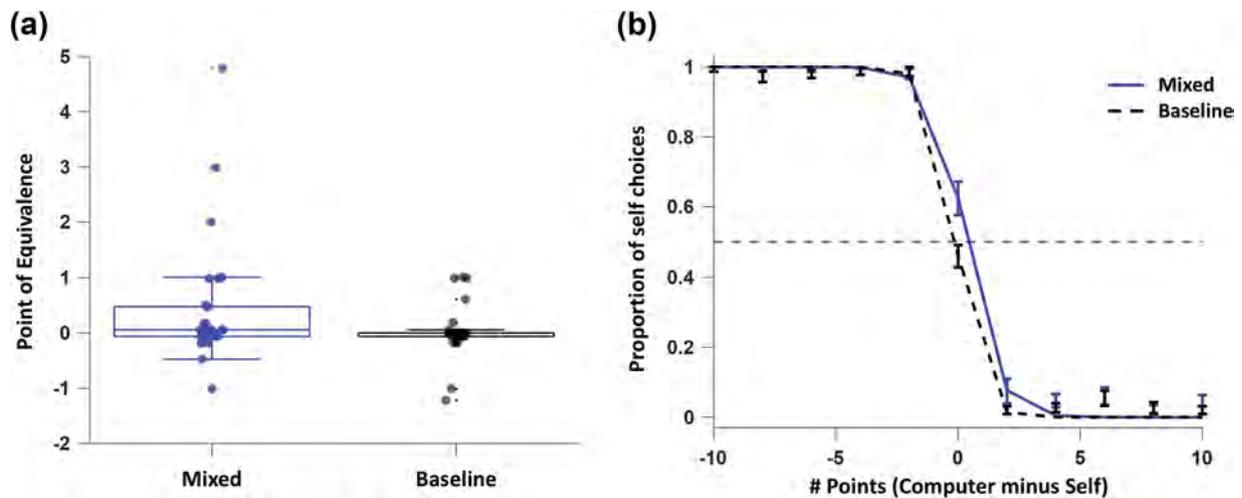 (a)
Point of Equivalence
5
4
3
2
1
0
-1
-2
Mixed
Baseline
(b)
Proportion of self choices
1
0.8
0.6
0.4
0.2
0
-10
-5
0
5
10
# Points (Computer minus Self)
Mixed
Baseline